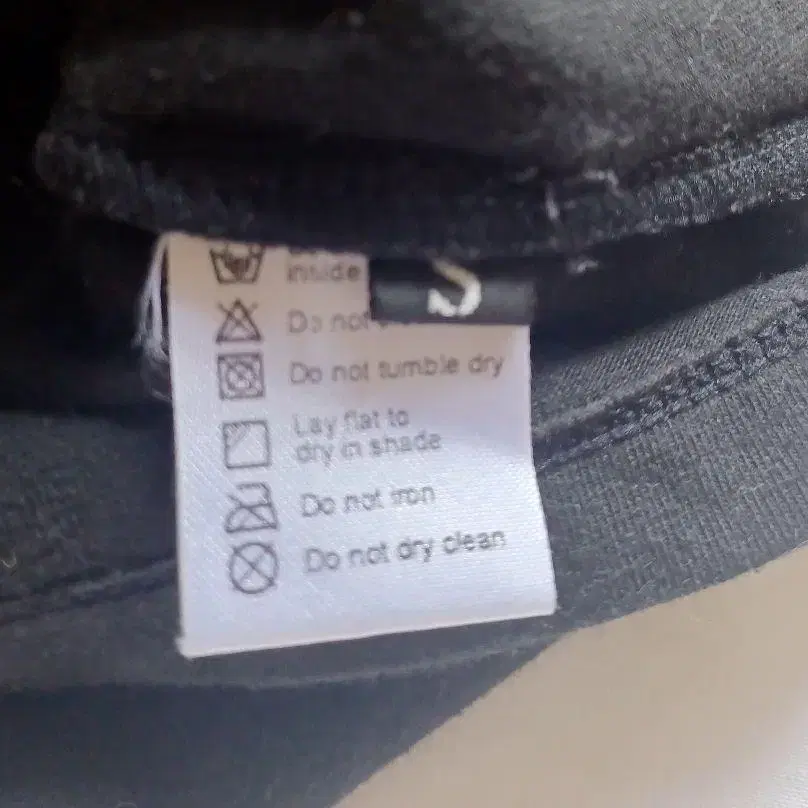 inside
S
Do not
Do not tumble dry
Lay flat to
dry in shade
Do not iron
Do not dry clean